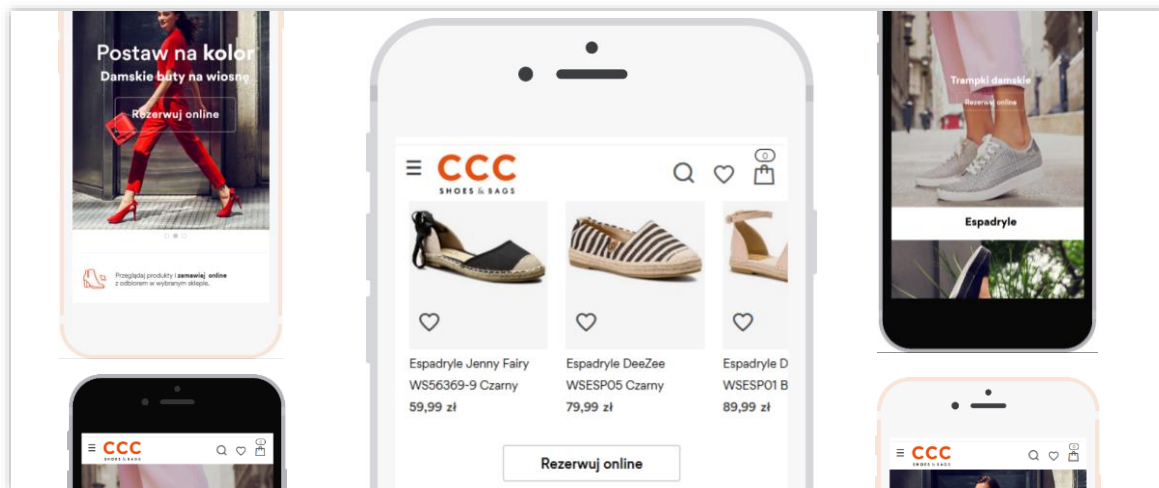 Postaw na kolor
Damskie buty na wiosnę
Rezerwuj online
Przeglądaj produkty i zamawiaj online
z odbiorem w wybranym sklepie.
CCC
SHOES & BAGS
CCC
SHOES & BAGS
0
Espadryle Jenny Fairy
WS56369-9 Czarny
59,99 zł
Espadryle DeeZee
WSESP05 Czarny
79,99 zł
Espadryle D
WSESP01 B
89,99 zł
Rezerwuj online
Trampki damskie
Rezerwuj online
Espadryle
CCC
SHOES & BAGS